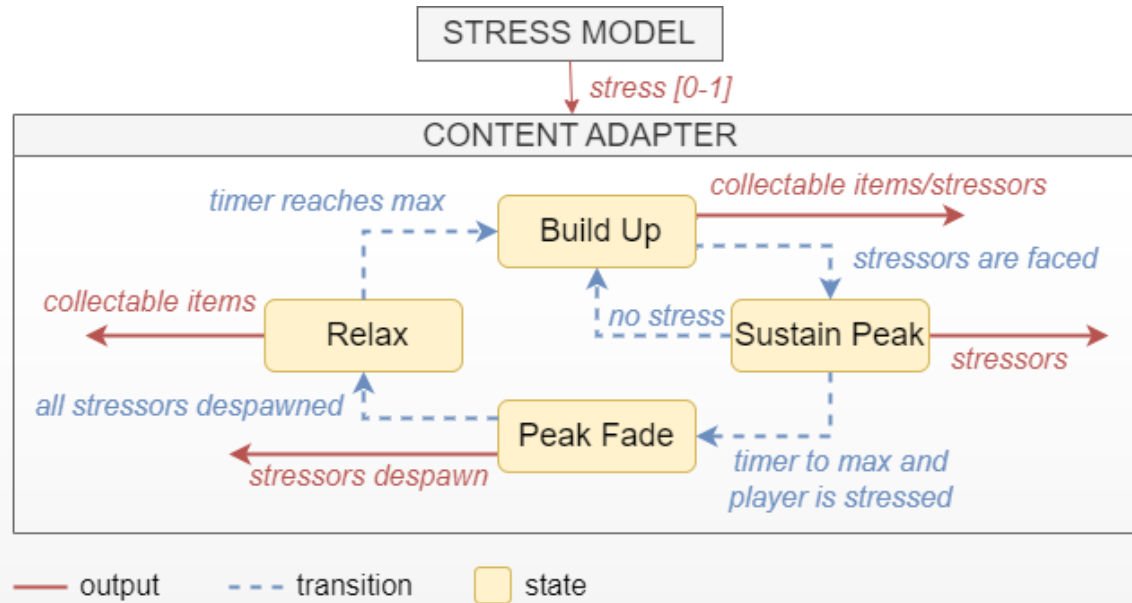 STRESS MODEL
stress [0-1]
CONTENT ADAPTER
timer reaches max
collectable items/stressors
Build Up
stressors are faced
collectable items
Relax
no stress
Sustain Peak
stressors
all stressors despawned
Peak Fade
stressors despawn
timer to max and
player is stressed
output
transition
state